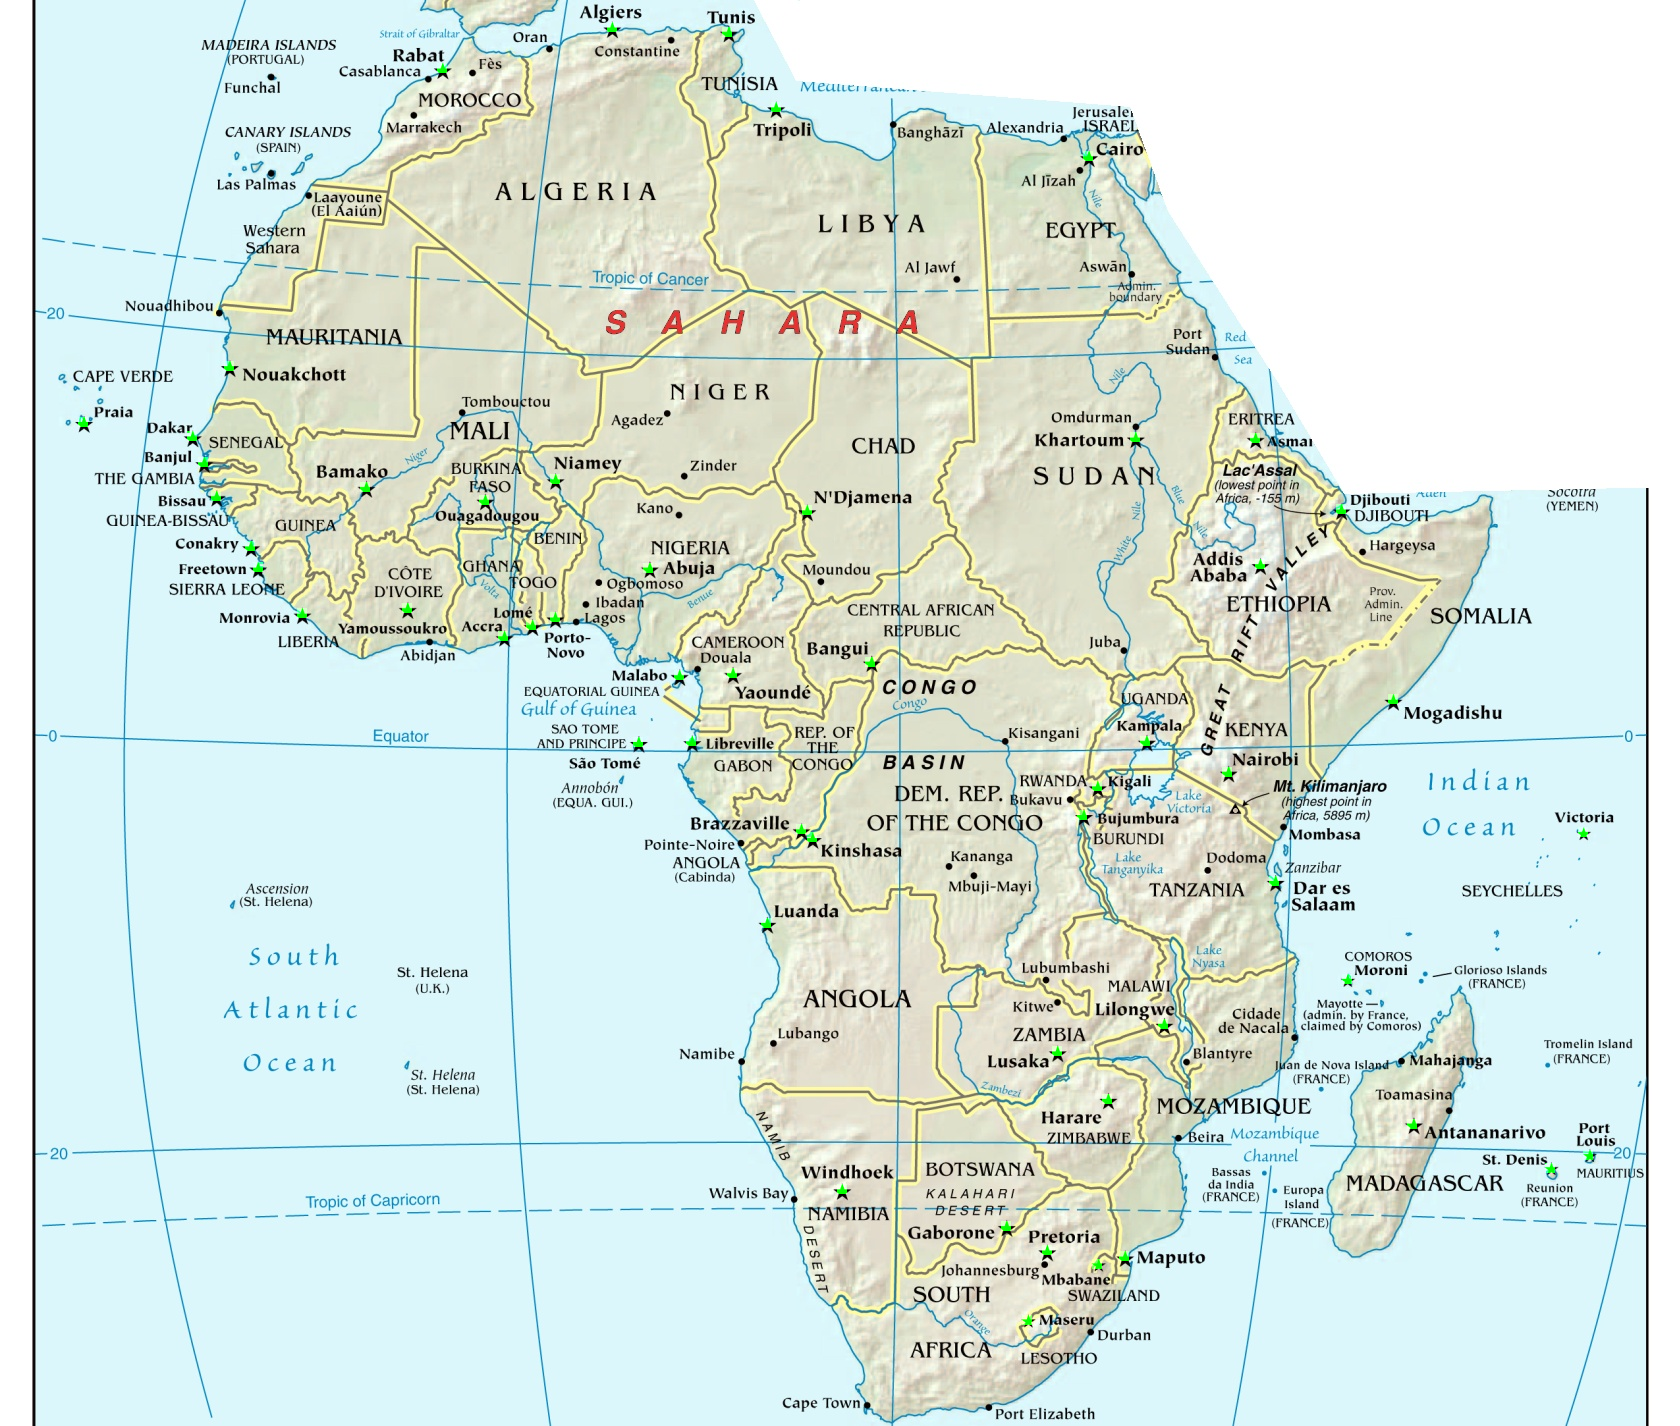 Algiers
Tunis
Strait of Gibraltar
Oran
Constantine
MADEIRA ISLANDS
(PORTUGAL)
Funchal
Rabat
Casablanca
Fès
MOROCCO
Marrakech
TUNISIA
Tripoli
Banghāzī
Alexandria
ISRAEL
Cairo
Al Jīzah
CANARY ISLANDS
(SPAIN)
Las Palmas
Laayoune
(El Aaiún)
Western
Sahara
ALGERIA
LIBYA
EGYPT
Nile
Al Jawf
Aswān
Admin.
boundary
Tropic of Cancer
Nouadhibou
20
SAHARA
MAURITANIA
Nouakchott
Port
Sudan
Red
Sea
CAPE VERDE
Praia
NIGER
Agadez
Tombouctou
MALI
CHAD
Nile
Omdurman
Khartoum
SUDAN
ERITREA
Dakar
SENEGAL
Banjul
THE GAMBIA
Bissau
GUINEA-BISSAU
Bamako
Niger
BURKINA
FASO
Ouagadougou
Niamey
Zinder
Kano
N'Djamena
Lac'Assal
(lowest point in
Africa, -155 m)
Djibouti
DJIBOUTI
Aden
Socotra
(YEMEN)
Hargeysa
Blue
Nile
White
Nile
GUINEA
Conakry
Freetown
SIERRA LEONE
Monrovia
LIBERIA
CÔTE
D'IVOIRE
Yamoussoukro
Abidjan
GHANA
Volta
TOGO
BENIN
Lomé
Accra
Porto-
Novo
NIGERIA
Abuja
Ogbomoso
Ibadan
Lagos
Benue
Moundou
CENTRAL AFRICAN
REPUBLIC
Bangui
CAMEROON
Douala
Yaoundé
Malabo
EQUATORIAL GUINEA
Gulf of Guinea
Addis
Ababa
ETHIOPIA
GREAT RIFT VALLEY
Prov.
Admin.
Line
SOMALIA
Mogadishu
Juba
UGANDA
Kampala
KENYA
Nairobi
0
Equator
0
SAO TOME
AND PRINCIPE
São Tomé
Annobón
(EQUA. GUI.)
Libreville
GABON
REP. OF
THE
CONGO
CONGO
Congo
BASIN
Kisangani
DEM. REP.
OF THE CONGO
RWANDA
Kigali
Bukavu
Bujumbura
BURUNDI
Lake
Victoria
Mt. Kilimanjaro
(highest point in
Africa, 5895 m)
Mombasa
Indian
Ocean
Victoria
SEYCHELLES
Brazzaville
Pointe-Noire
Kinshasa
ANGOLA
(Cabinda)
Kananga
Mbuji-Mayi
Lake
Tanganyika
Dodoma
TANZANIA
Zanzibar
Dar es
Salaam
Ascension
(St. Helena)
Luanda
South
Atlantic
Ocean
St. Helena
(U.K.)
St. Helena
(St. Helena)
ANGOLA
Lubango
Namibe
Lubumbashi
Kitwe
ZAMBIA
Lusaka
Zambezi
MALAWI
Lilongwe
Lake
Nyasa
Blantyre
Cidade
de Nacala
COMOROS
Moroni
Glorioso Islands
(FRANCE)
Mayotte
(admin. by France,
claimed by Comoros)
Juan de Nova Island
(FRANCE)
Mahajanga
Tromelin Island
(FRANCE)
Toamasina
Antananarivo
MADAGASCAR
Port
Louis
MAURITIUS
St. Denis
Reunion
(FRANCE)
20
Harare
ZIMBABWE
MOZAMBIQUE
Beira
Mozambique
Channel
Bassas
da India
(FRANCE)
Europa
Island
(FRANCE)
20
Tropic of Capricorn
NAMIB
DESERT
Windhoek
Walvis Bay
NAMIBIA
BOTSWANA
KALAHARI
DESERT
Gaborone
Pretoria
Johannesburg
Mbabane
SWAZILAND
Maputo
SOUTH
AFRICA
Orange
Maseru
LESOTHO
Durban
Cape Town
Port Elizabeth